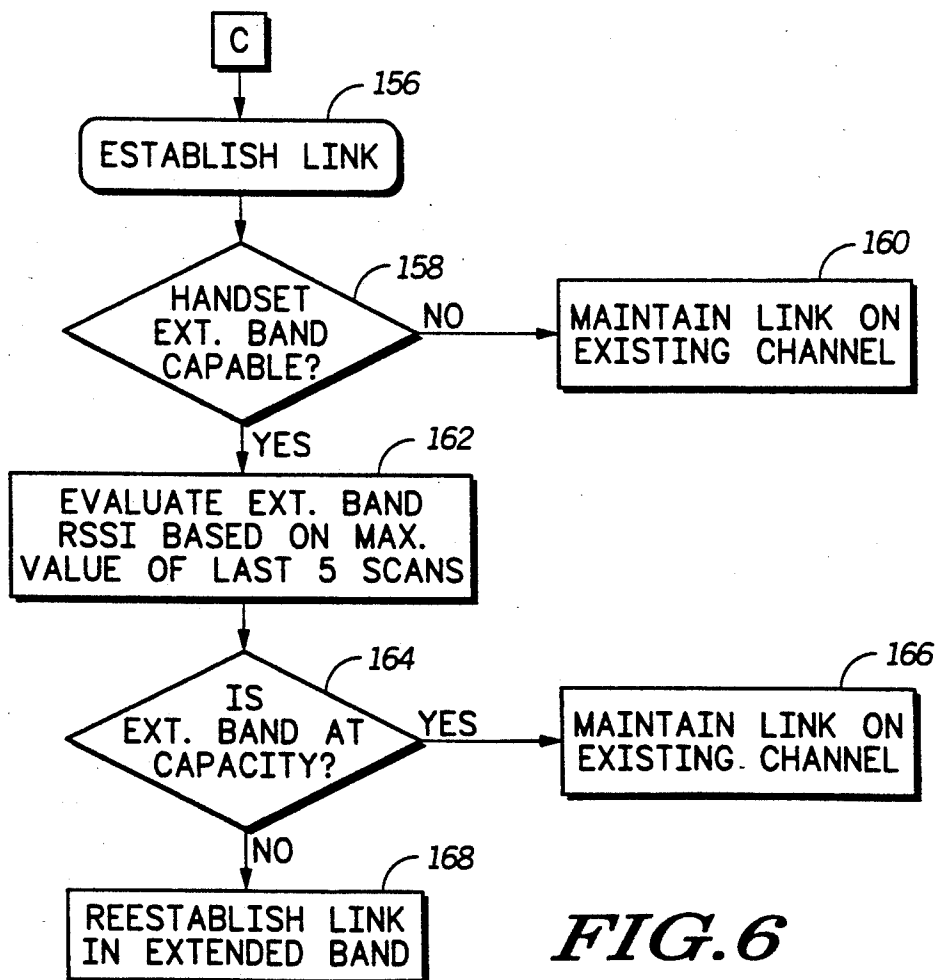 C
156
ESTABLISH LINK
158
HANDSET
EXT. BAND
CAPABLE?
NO
160
MAINTAIN LINK ON
EXISTING CHANNEL
YES
162
EVALUATE EXT. BAND
RSSI BASED ON MAX.
VALUE OF LAST 5 SCANS
164
IS
EXT. BAND AT
CAPACITY?
YES
166
MAINTAIN LINK ON
EXISTING CHANNEL
NO
168
REESTABLISH LINK
IN EXTENDED BAND
FIG.6